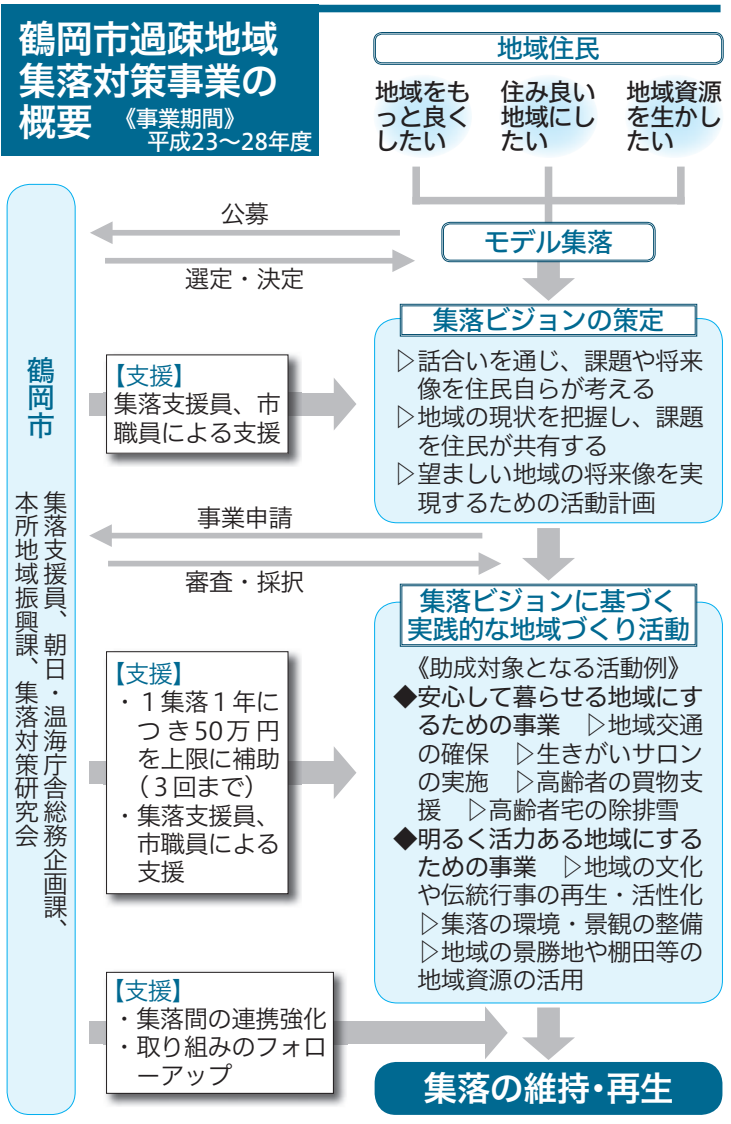 鶴岡市過疎地域
集落対策事業の
概要 《事業期間》
平成23～28年度
地域住民
地域をも
っと良く
したい
住み良い
地域にし
たい
地域資源
を生かし
たい
公募
選定・決定
モデル集落
集落ビジョンの策定
▷話合いを通じ、課題や将来
像を住民自らが考える
▷地域の現状を把握し、課題
を住民が共有する
▷望ましい地域の将来像を実
現するための活動計画
鶴岡市
集落支援員、朝日・温海庁舎総務企画課、
本所地域振興課、集落対策研究会
【支援】
集落支援員、市
職員による支援
事業申請
審査・採択
集落ビジョンに基づく
実践的な地域づくり活動
《助成対象となる活動例》
◆安心して暮らせる地域にす
るための事業 ▷地域交通
の確保 ▷生きがいサロン
の実施 ▷高齢者の買物支
援 ▷高齢者宅の除排雪
◆明るく活力ある地域にする
ための事業 ▷地域の文化
や伝統行事の再生・活性化
▷集落の環境・景観の整備
▷地域の景勝地や棚田等の
地域資源の活用
【支援】
・１集落１年に
つき50万円
を上限に補助
（３回まで）
・集落支援員、
市職員による
支援
【支援】
・集落間の連携強化
・取り組みのフォロ
ーアップ
集落の維持・再生